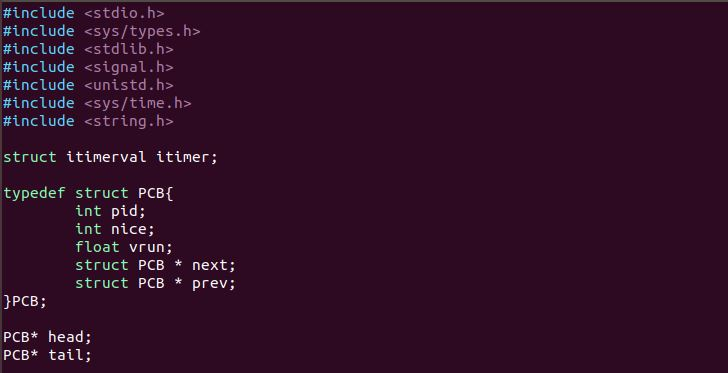 #include <stdio.h>
#include <sys/types.h>
#include <stdlib.h>
#include <signal.h>
#include <unistd.h>
#include <sys/time.h>
#include <string.h>

struct itimerval itimer;

typedef struct PCB{
        int pid;
        int nice;
        float vrun;
        struct PCB * next;
        struct PCB * prev;
}PCB;

PCB* head;
PCB* tail;